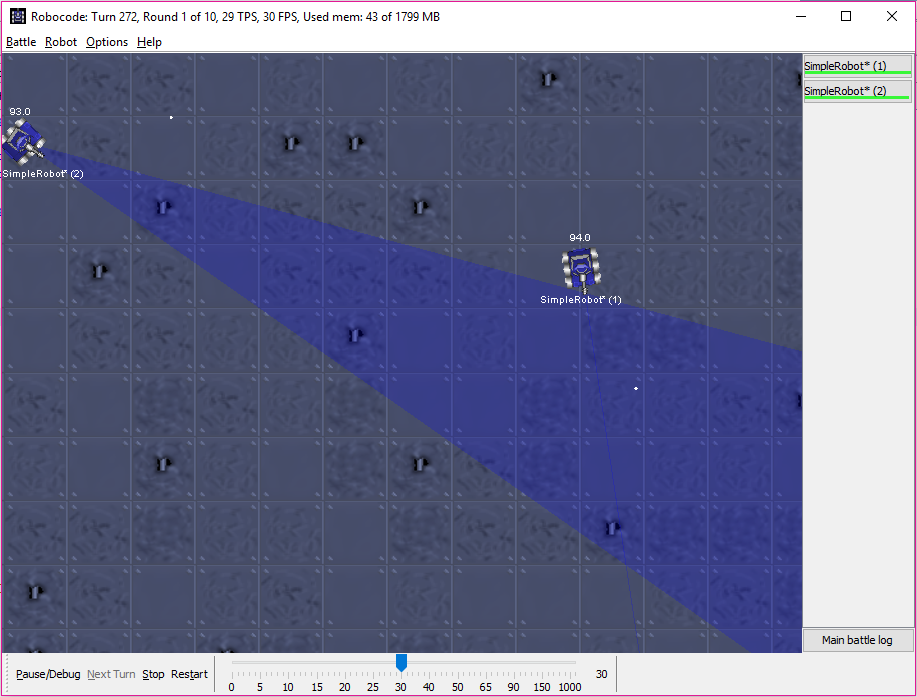 Robocode: Turn 272, Round 1 of 10, 29 TPS, 30 FPS, Used mem: 43 of 1799 MB
Battle Robot Options Help
SimpleRobot* (1)
SimpleRobot* (2)
93.0
SimpleRobot* (2)
94.0
SimpleRobot* (1)
Main battle log
Pause/Debug Next Turn Stop Restart
30
0 5 10 15 20 25 30 40 50 65 90 150 1000